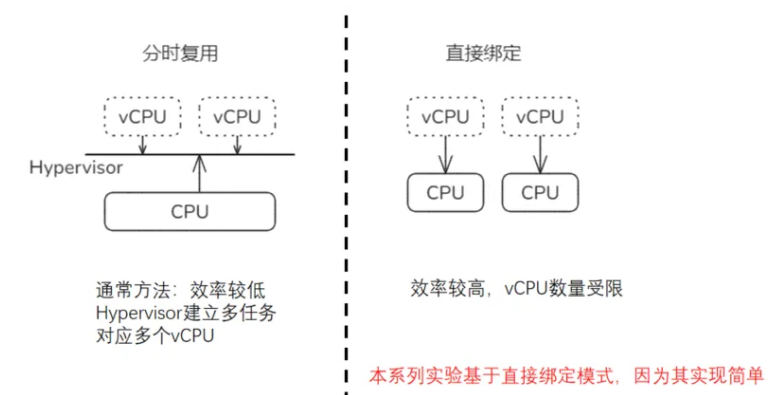 分时复用
vCPU
vCPU
Hypervisor
CPU
通常方法：效率较低
Hypervisor建立多任务
对应多个vCPU
直接绑定
vCPU
vCPU
CPU
CPU
效率较高，vCPU数量受限
本系列实验基于直接绑定模式，因为其实现简单